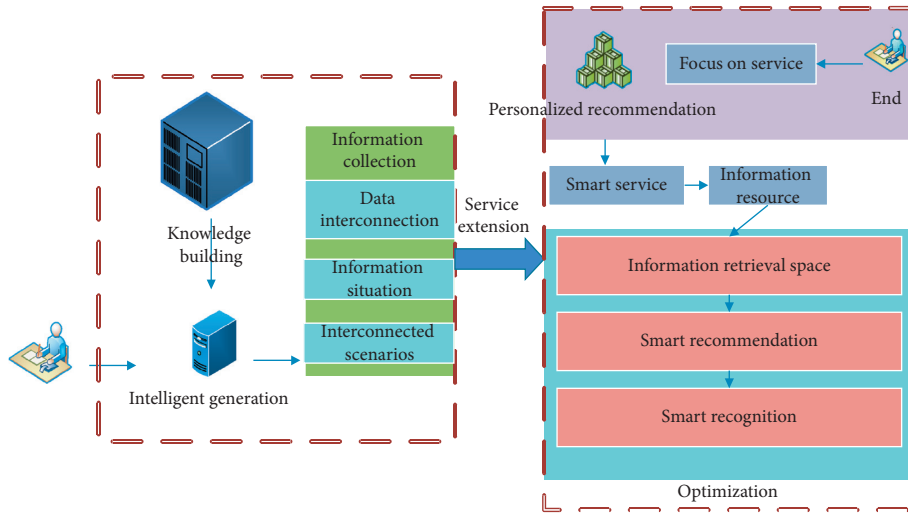 Knowledge
building
Intelligent generation
Information
collection
Data
interconnection
Information
situation
Interconnected
scenarios
Service
extension
Personalized recommendation
Focus on service
End
Smart service
Information
resource
Information retrieval space
Smart recommendation
Smart recognition
Optimization